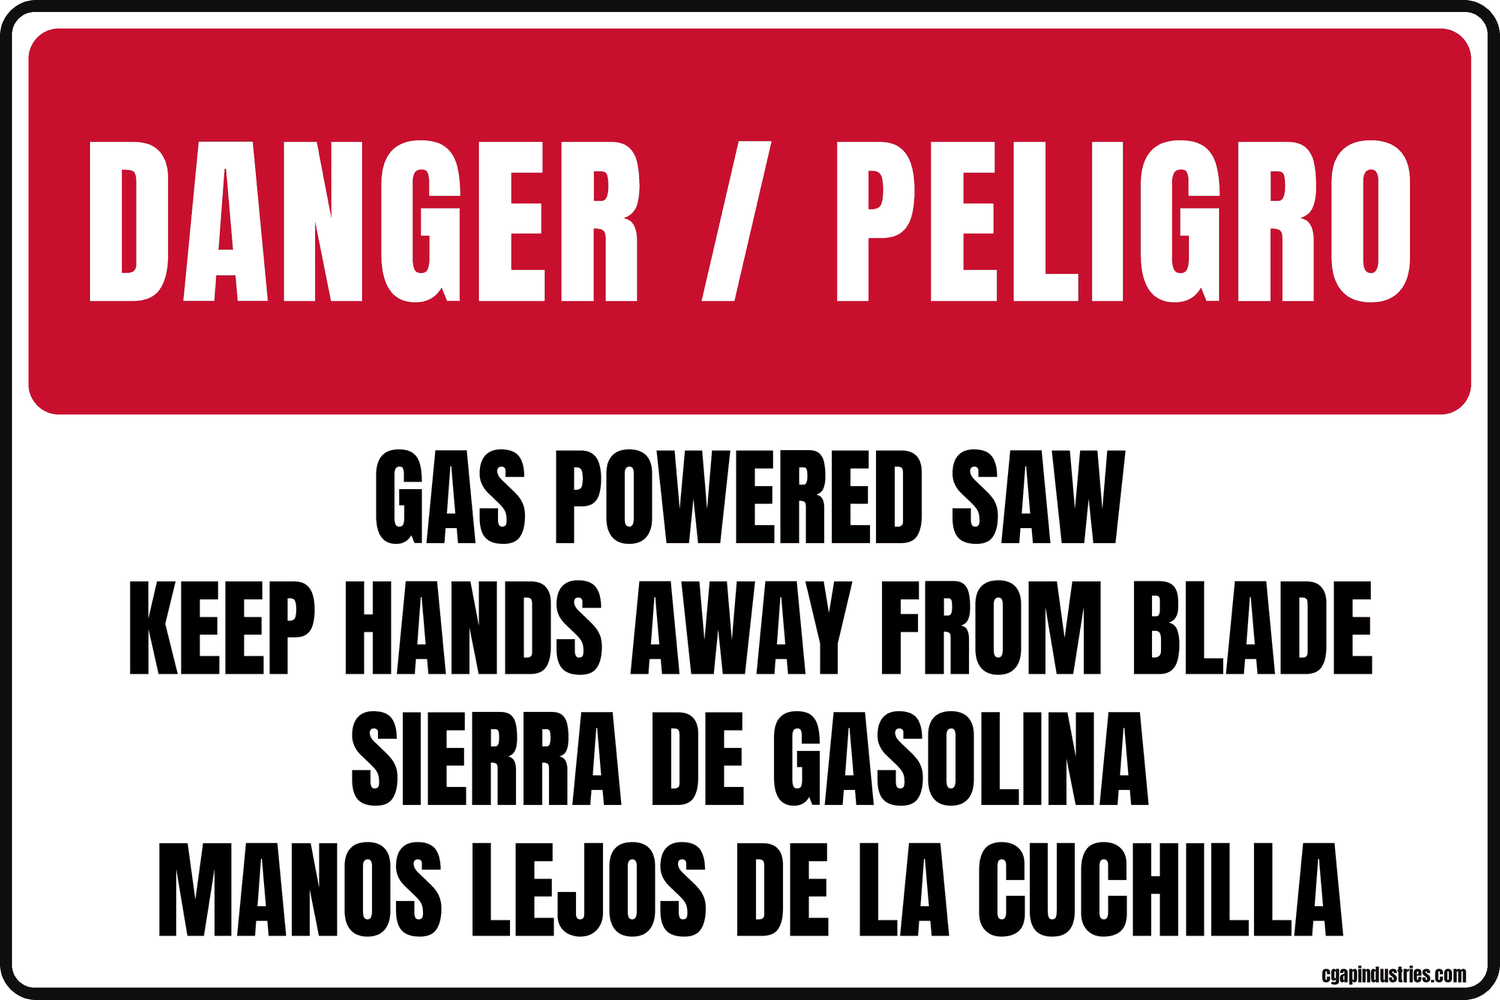 DANGER / PELIGRO
GAS POWERED SAW
KEEP HANDS AWAY FROM BLADE
SIERRA DE GASOLINA
MANOS LEJOS DE LA CUCHILLA
cgapindustries.com